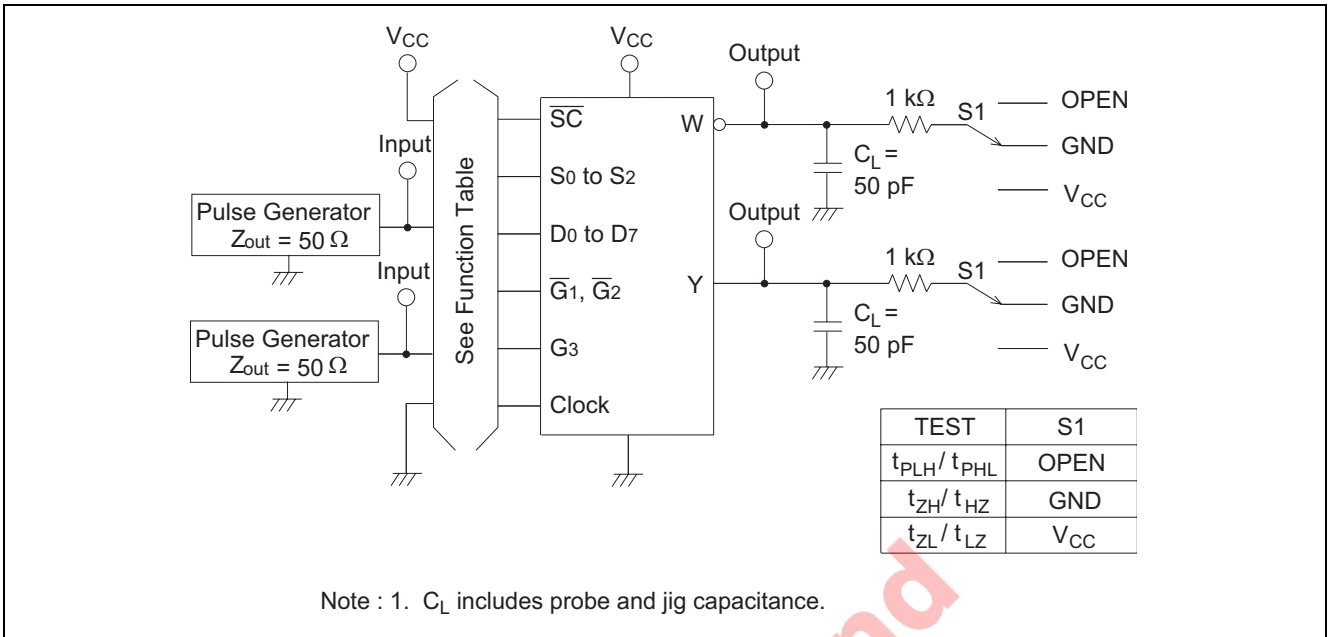 VCC
VCC
Output
SC
W
1 kΩ
S1
OPEN
GND
VCC
CL =
50 pF
Input
Pulse Generator
Zout = 50 Ω
See Function Table
S0 to S2
D0 to D7
G1, G2
G3
Clock
Input
Pulse Generator
Zout = 50 Ω
Output
Y
1 kΩ
S1
OPEN
GND
VCC
CL =
50 pF
TEST S1
tPLH / tPHL OPEN
tZH / tHZ GND
tZL / tLZ VCC
Note : 1. CL includes probe and jig capacitance.